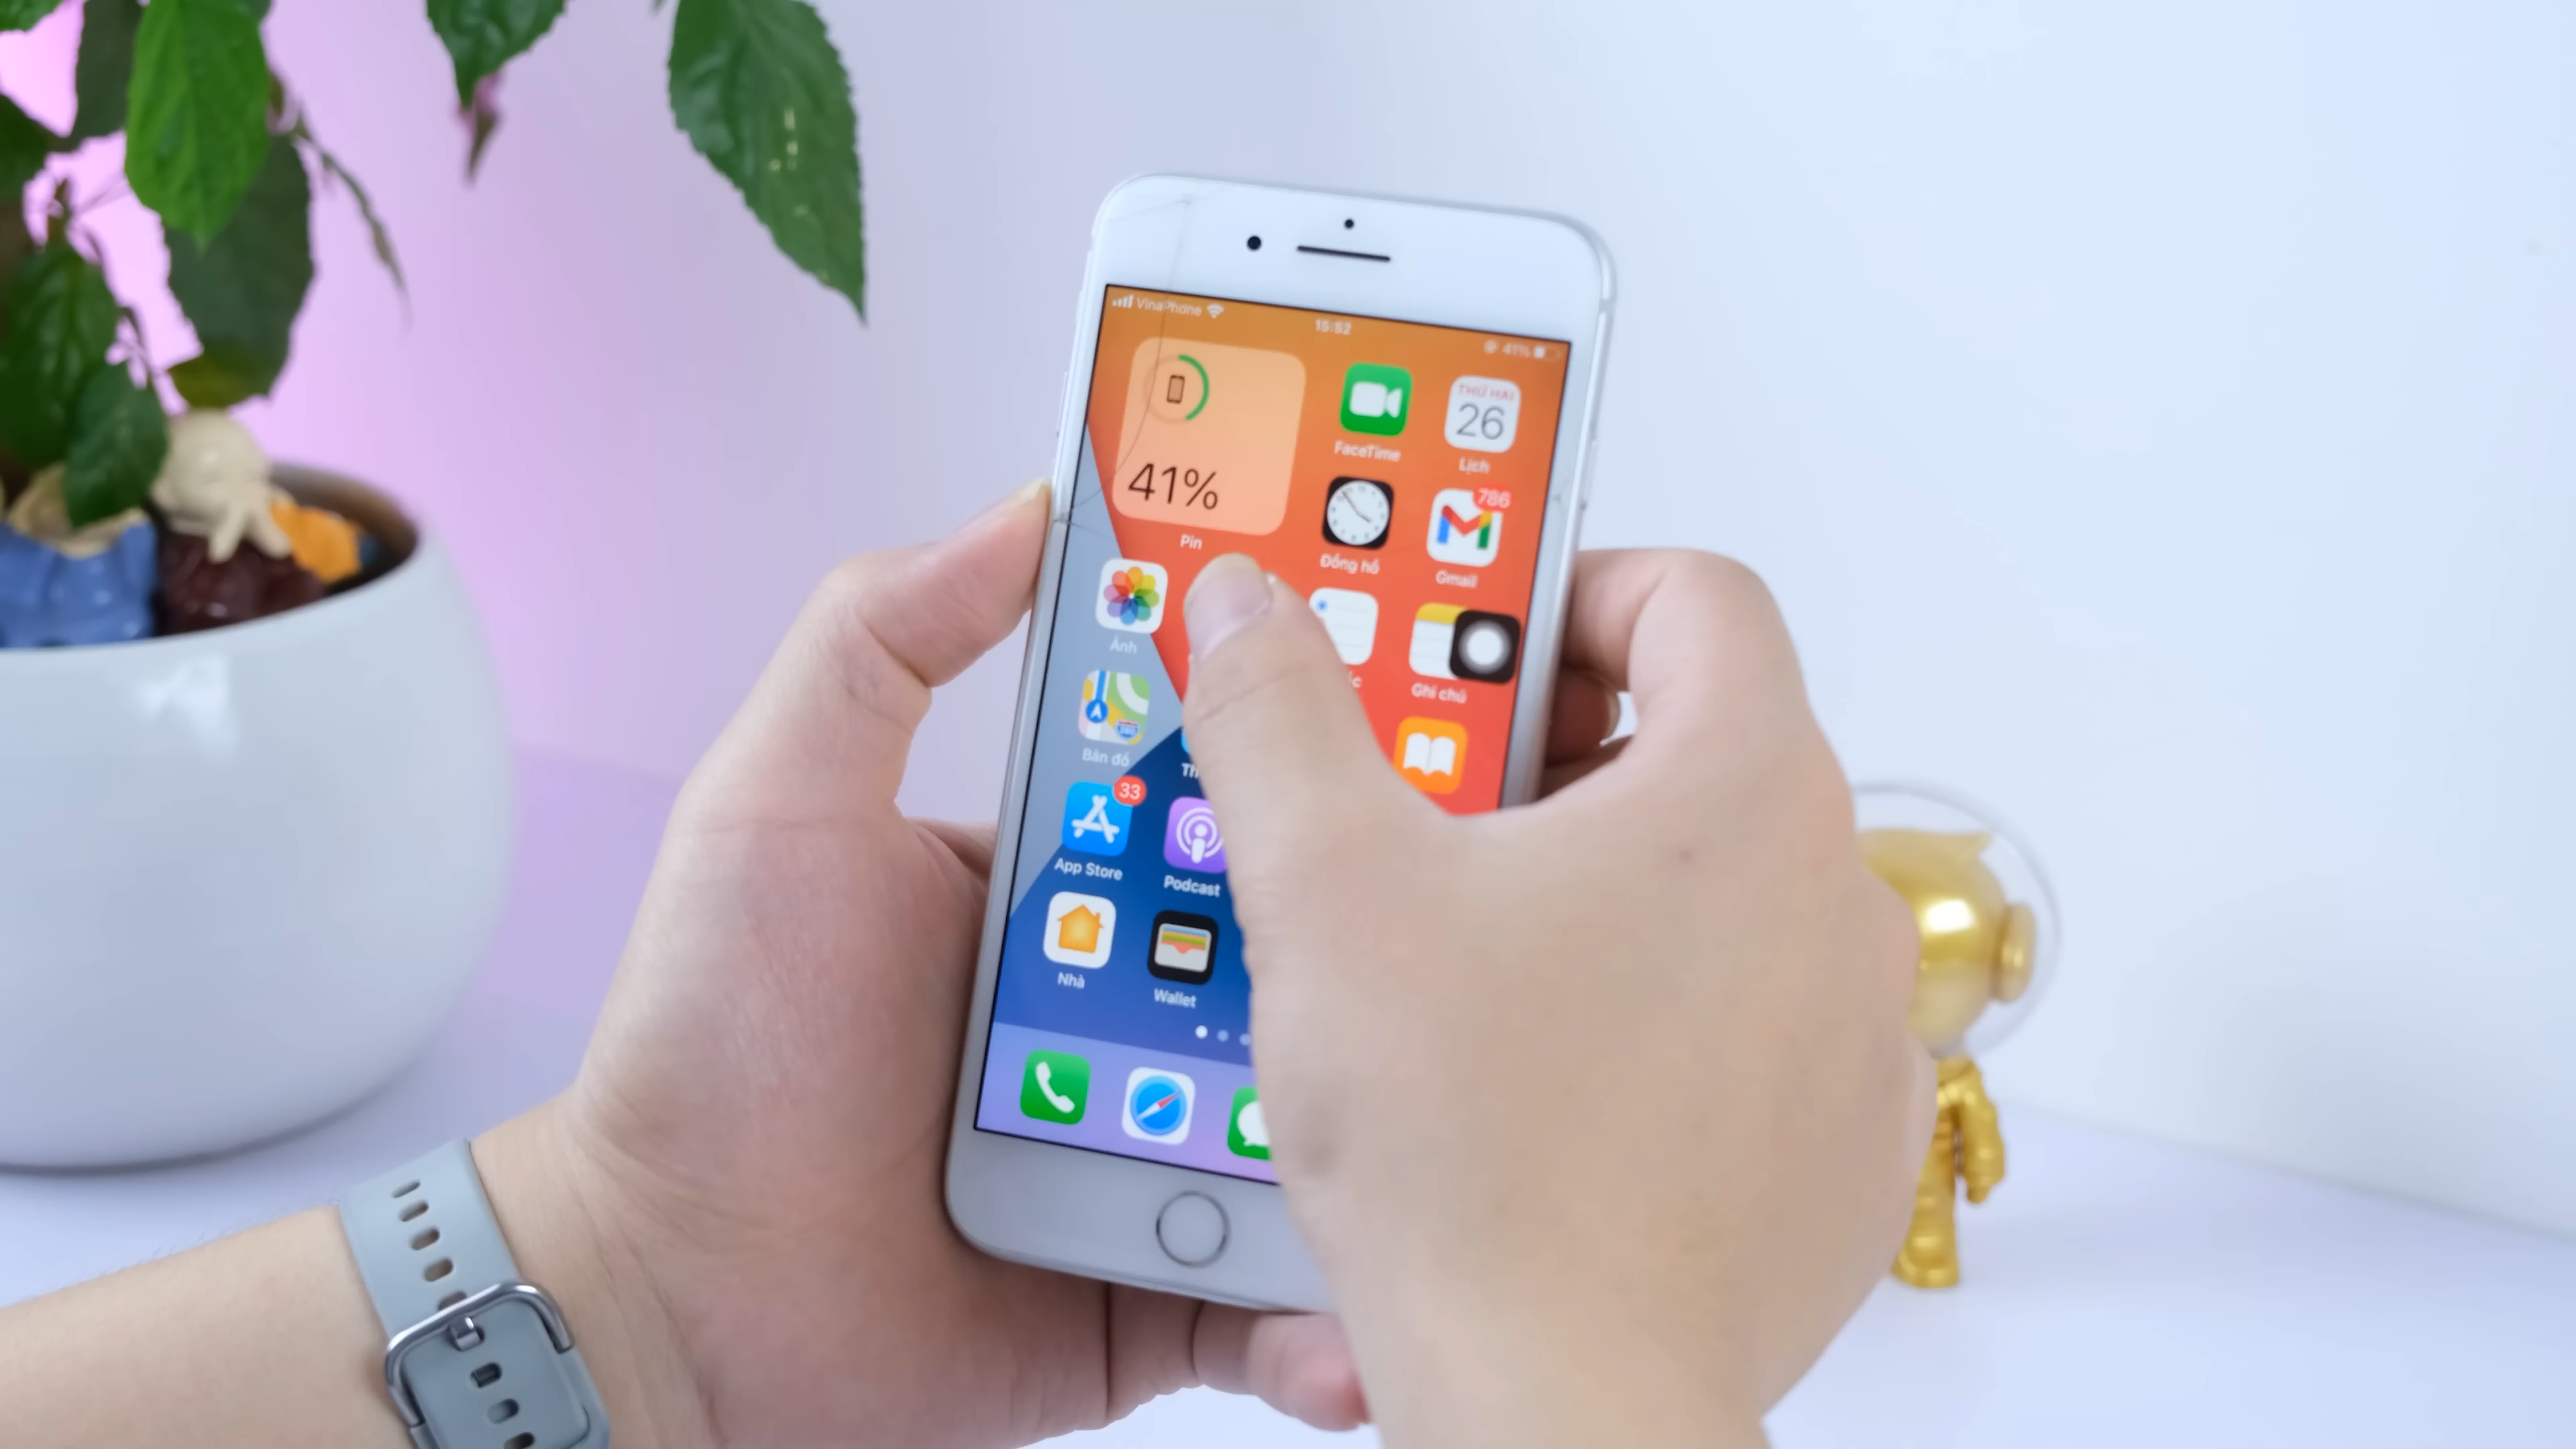 VinaPhone
15:52
41%
THỨ HAI
26
41%
Pin
FaceTime
Lịch
786
Đồng hồ
Gmail
Ảnh
Ghi chú
Bản đồ
33
App Store
Podcast
Nhà
Wallet